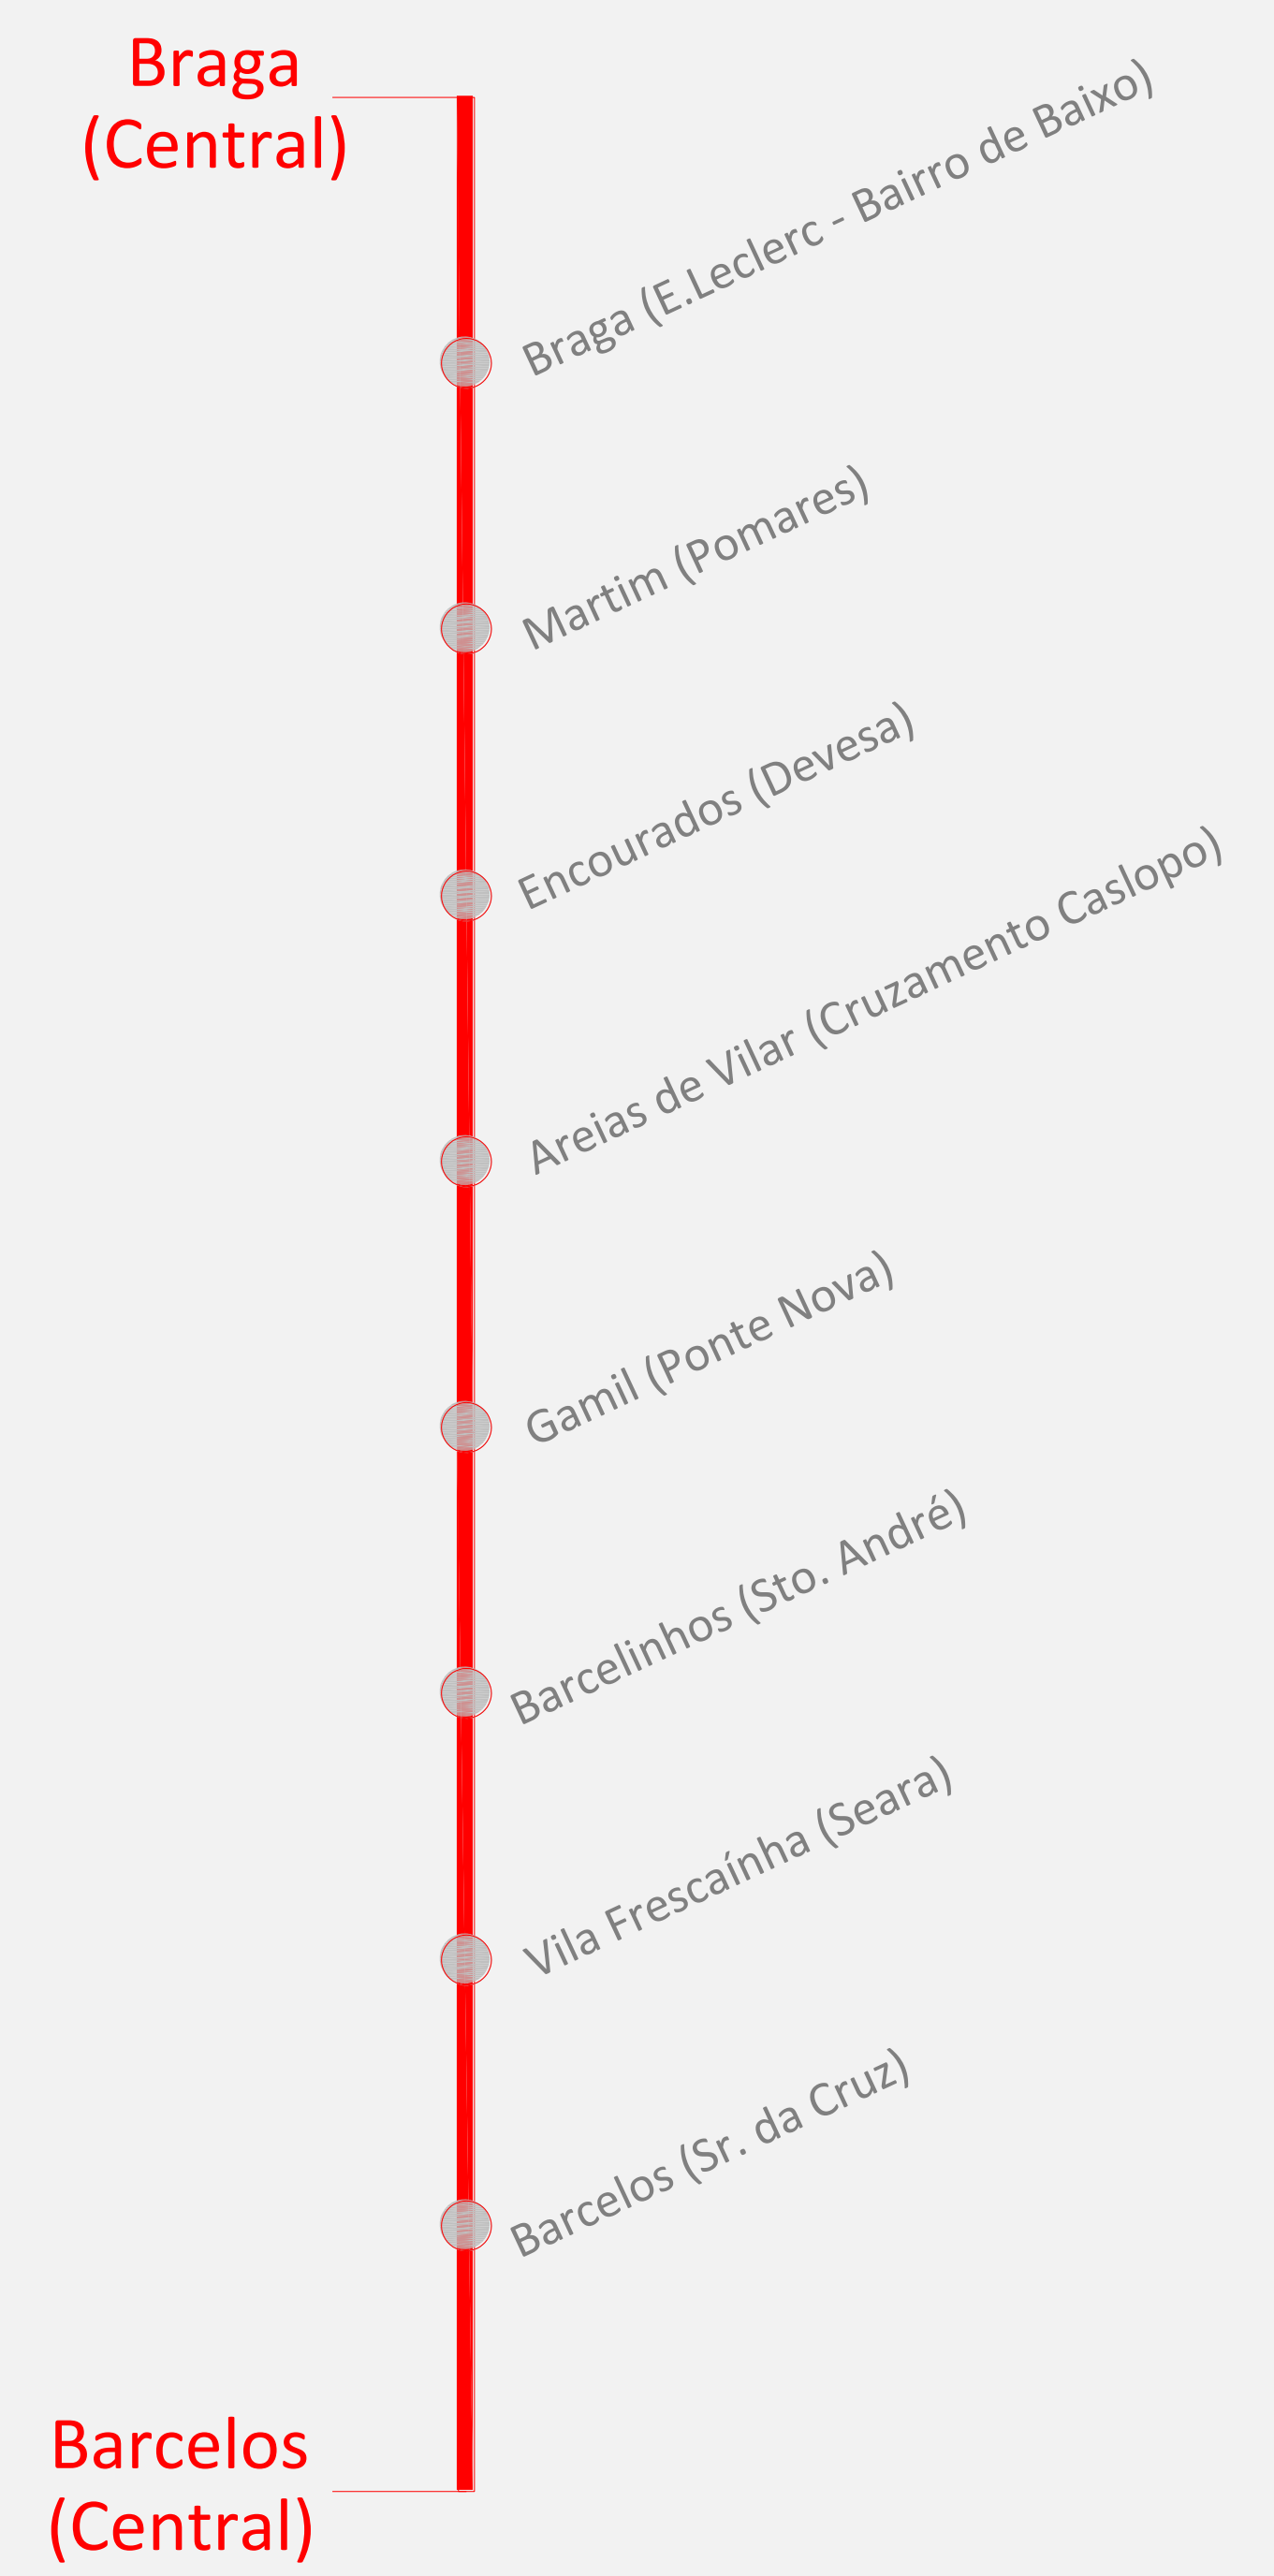 Braga
(Central)
Braga (E.Leclerc - Bairro de Baixo)
Martim (Pomares)
Encourados (Devesa)
Areias de Vilar (Cruzamento Caslopo)
Gamil (Ponte Nova)
Barcelinhos (Sto. André)
Vila Frescaínha (Seara)
Barcelos (Sr. da Cruz)
Barcelos
(Central)